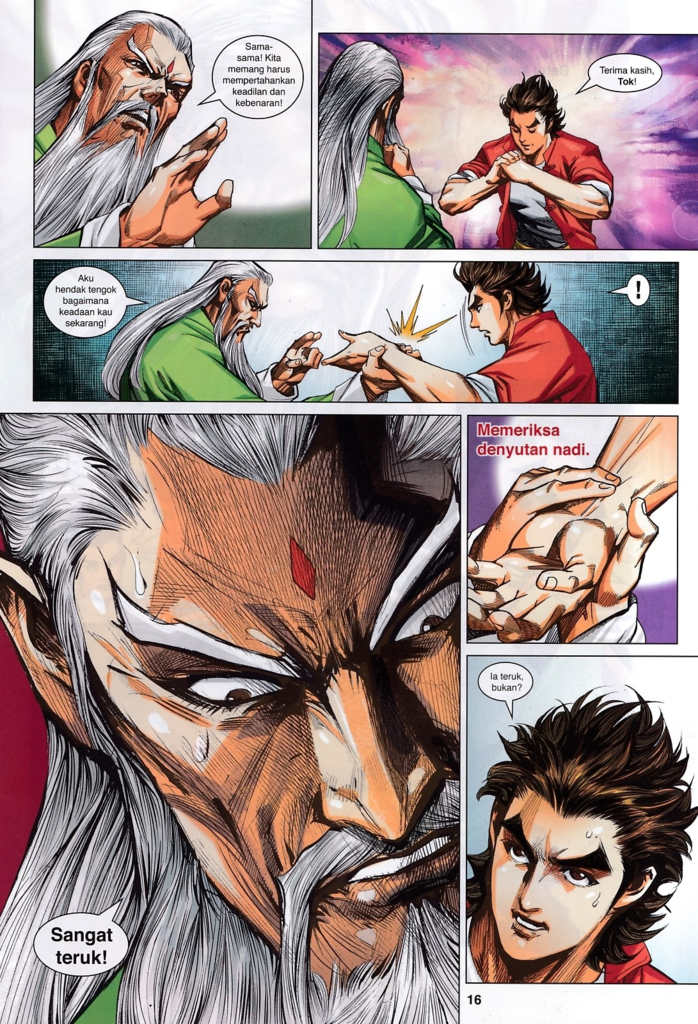 Sama-
sama! Kita
memang harus
mempertahankan
keadilan dan
kebenaran!
Terima kasih,
Tok!
Aku
hendak tengok
bagaimana
keadaan kau
sekarang!
!
Memeriksa
denyutan nadi.
Ia teruk,
bukan?
Sangat
teruk!
16